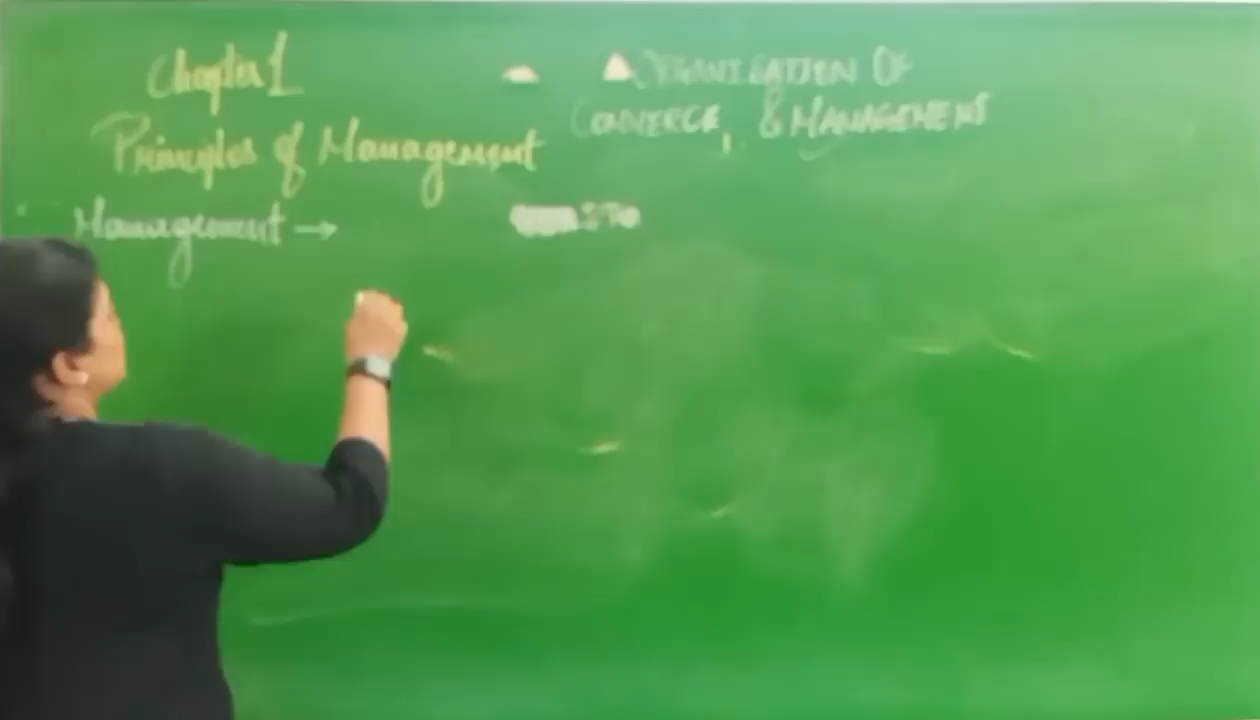 Chapter 1
Principles of Management
ORGANISATION OF
COMMERCE, & MANAGEMENT
Management →